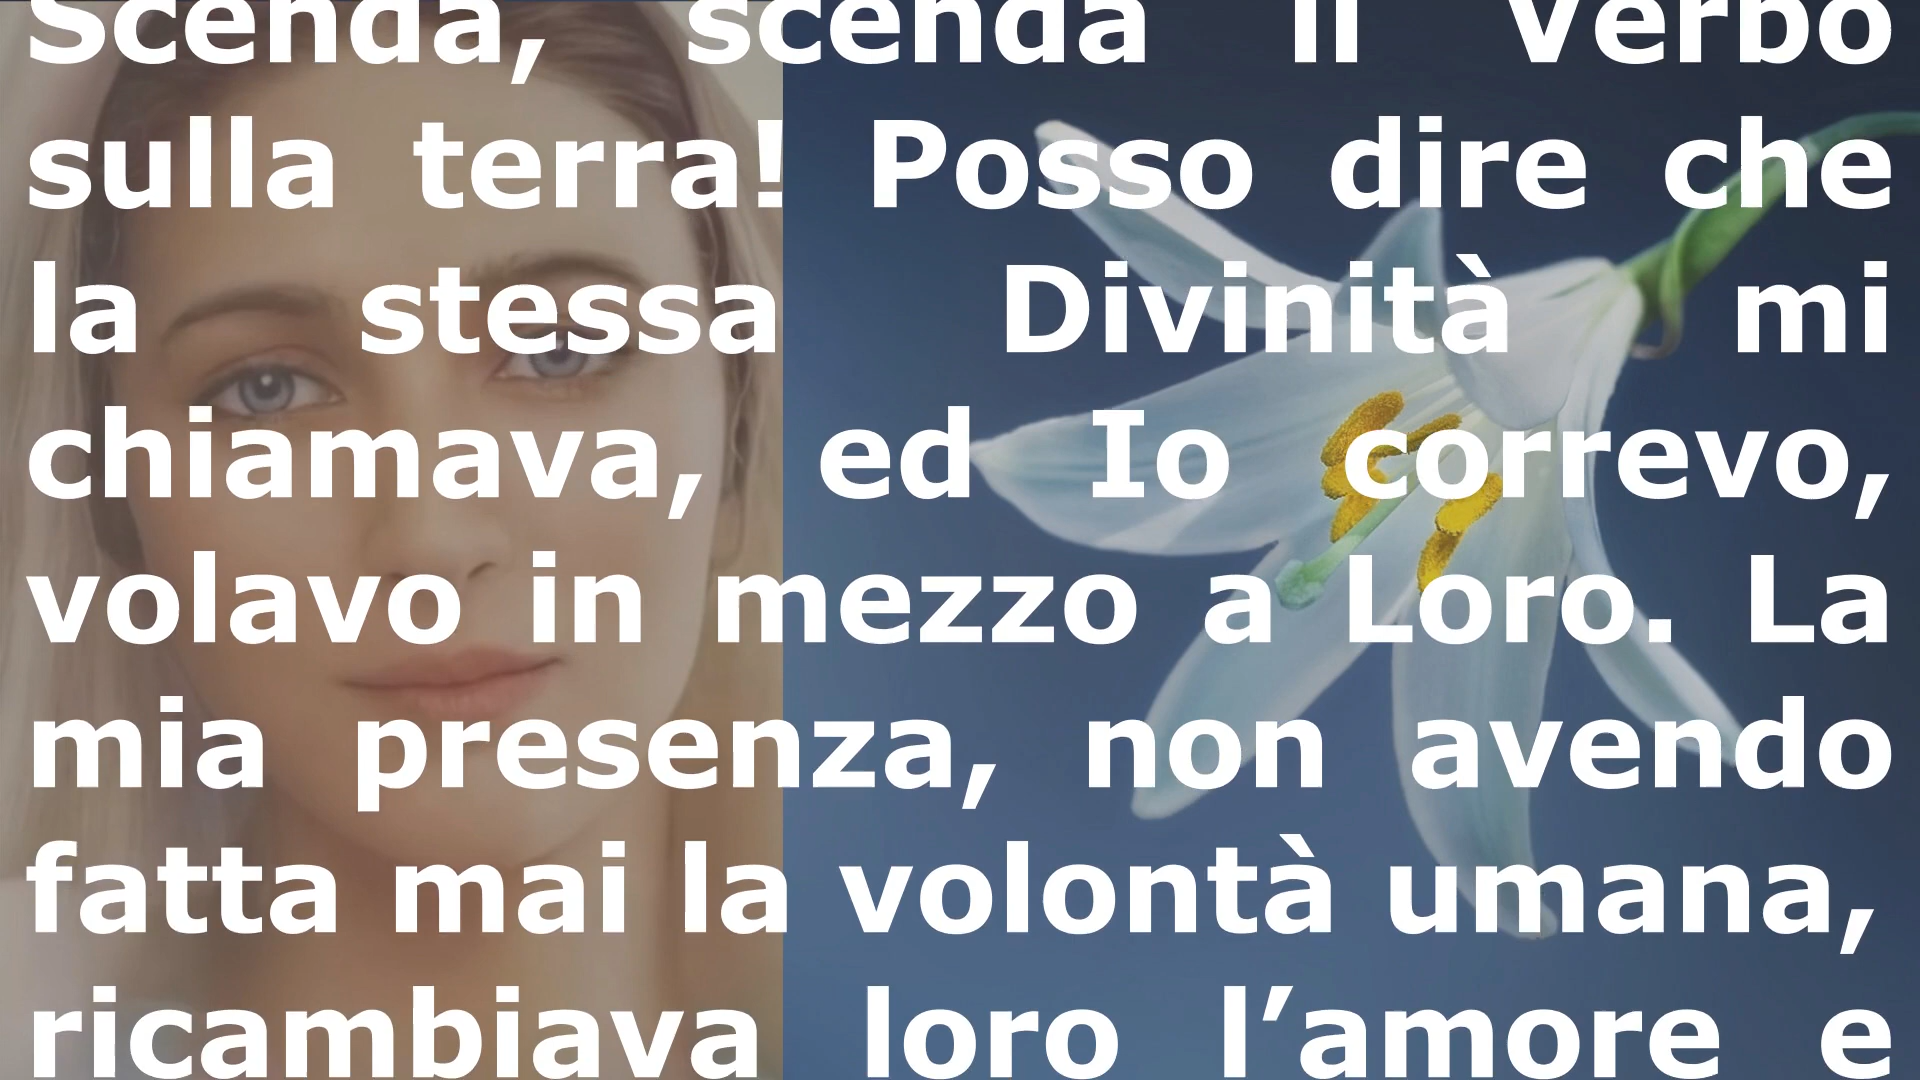 Scenda, scenda il Verbo
sulla terra! Posso dire che
la stessa Divinità mi
chiamava, ed Io correvo,
volavo in mezzo a Loro. La
mia presenza, non avendo
fatta mai la volontà umana,
ricambiava loro l’amore e